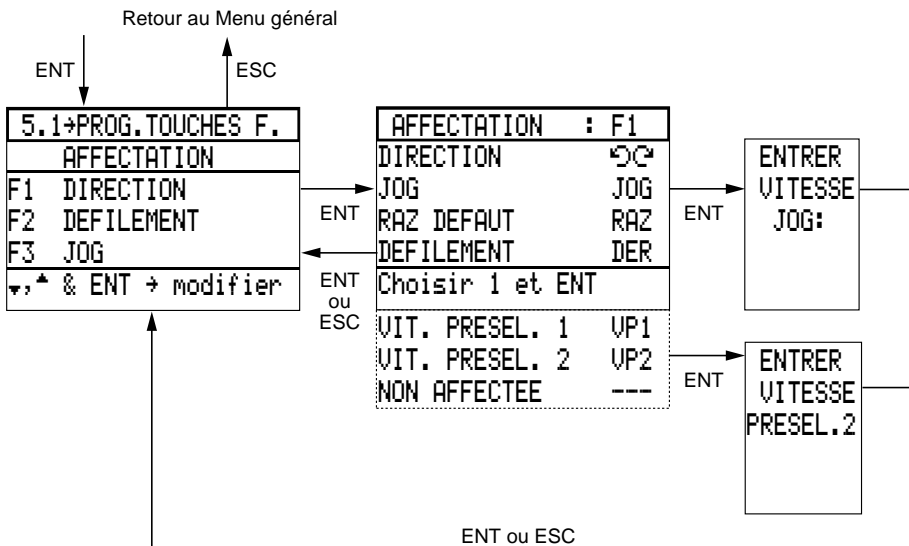 Retour au Menu général
ENT
ESC
5.1→PROG.TOUCHES F.
AFFECTATION
F1 DIRECTION
F2 DEFILEMENT
F3 JOG
▼,▲ & ENT → modifier
ENT
ENT
ou
ESC
AFFECTATION : F1
DIRECTION ↶↷
JOG JOG
RAZ DEFAUT RAZ
DEFILEMENT DER
Choisir 1 et ENT
VIT. PRESEL. 1 VP1
VIT. PRESEL. 2 VP2
NON AFFECTEE ---
ENT
ENTRER
VITESSE
JOG:
ENT
ENTRER
VITESSE
PRESEL.2
ENT ou ESC